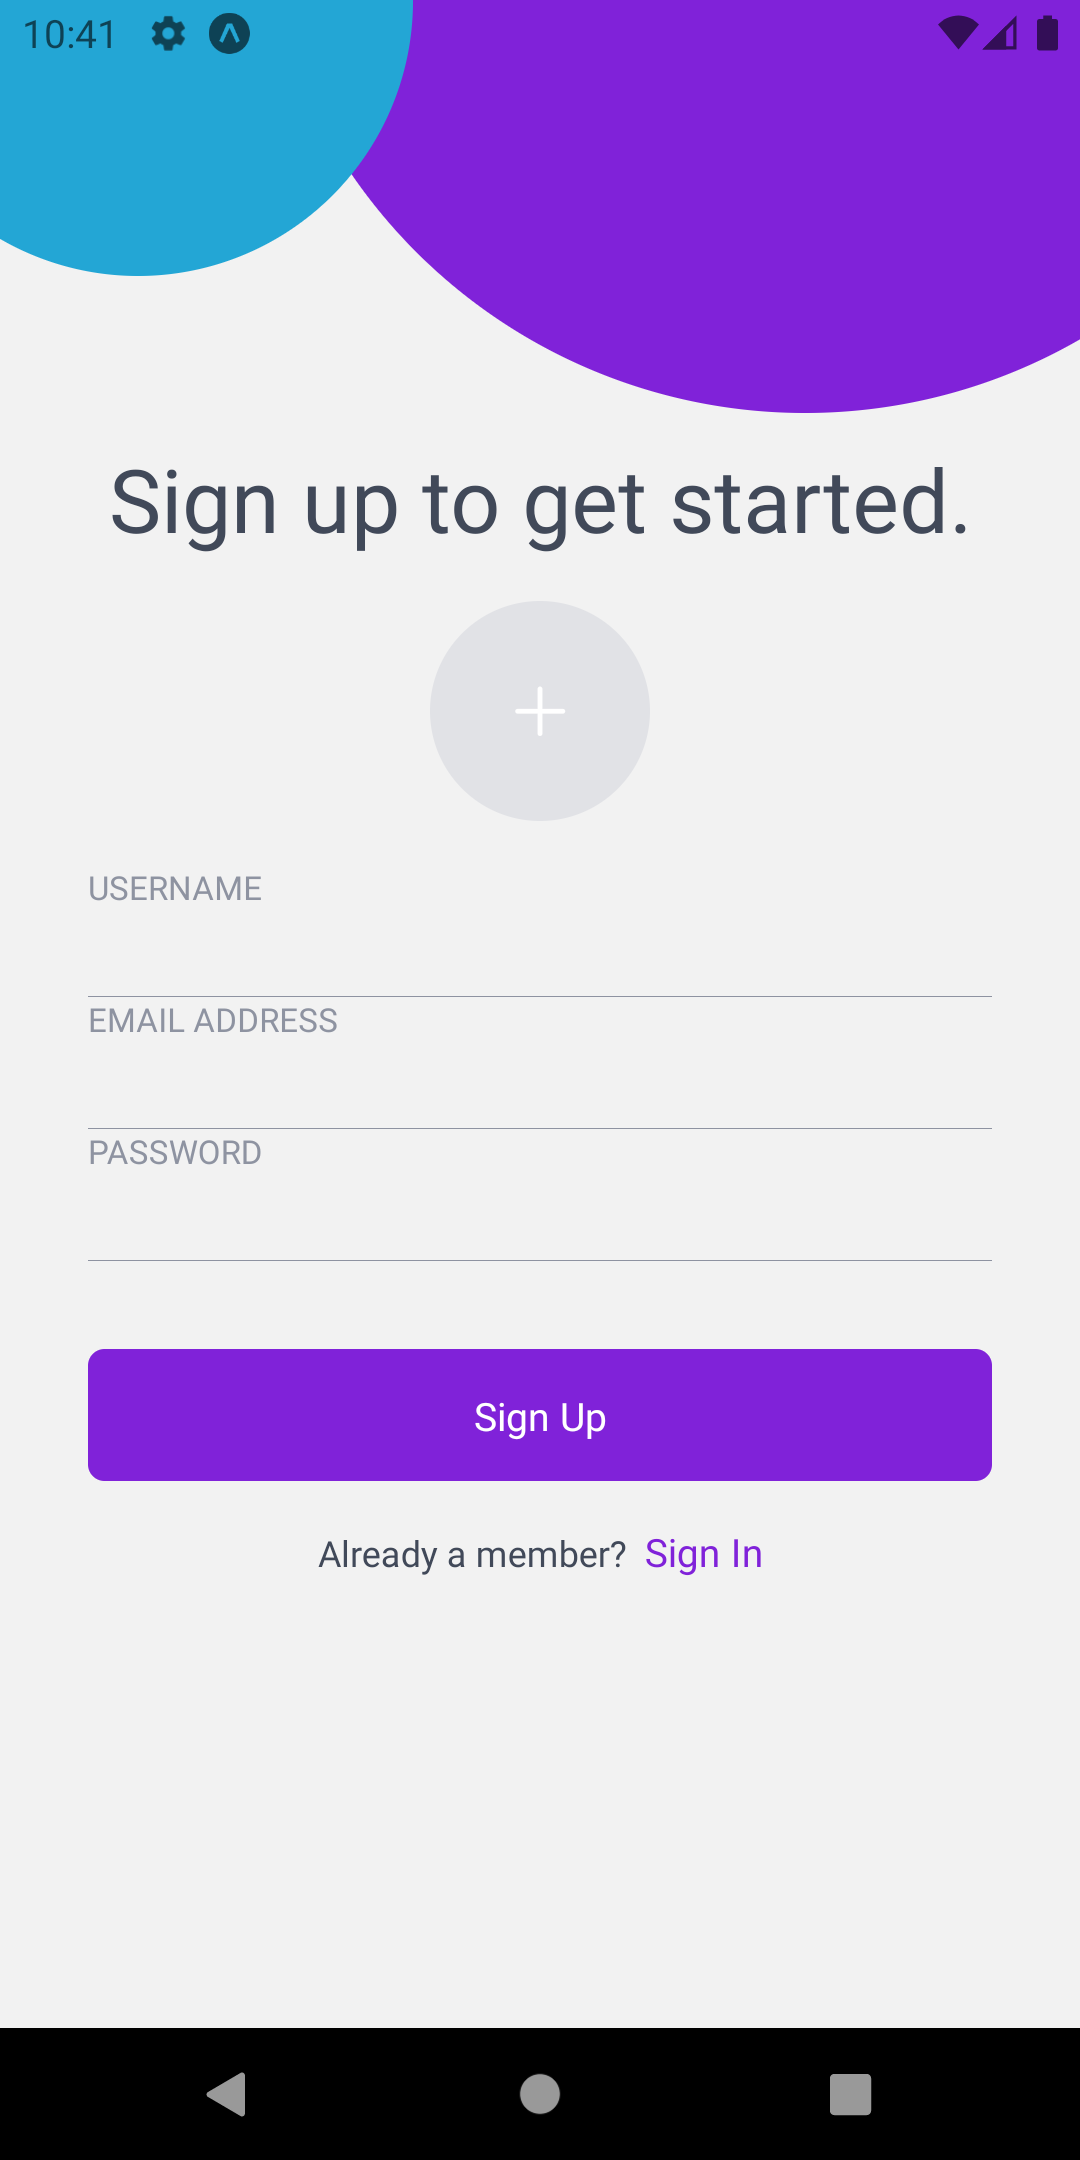 10:41
Sign up to get started.
USERNAME
EMAIL ADDRESS
PASSWORD
Sign Up
Already a member? Sign In